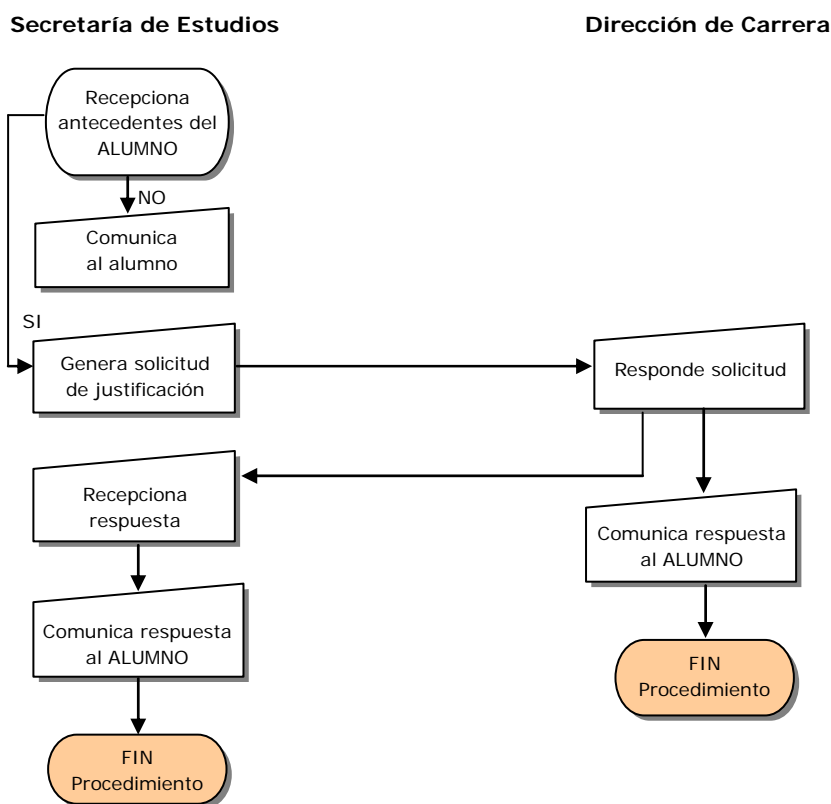 Secretaría de Estudios
Dirección de Carrera
Recepciona
antecedentes del
ALUMNO
NO
Comunica
al alumno
SI
Genera solicitud
de justificación
Responde solicitud
Recepciona
respuesta
Comunica respuesta
al ALUMNO
Comunica respuesta
al ALUMNO
FIN
Procedimiento
FIN
Procedimiento